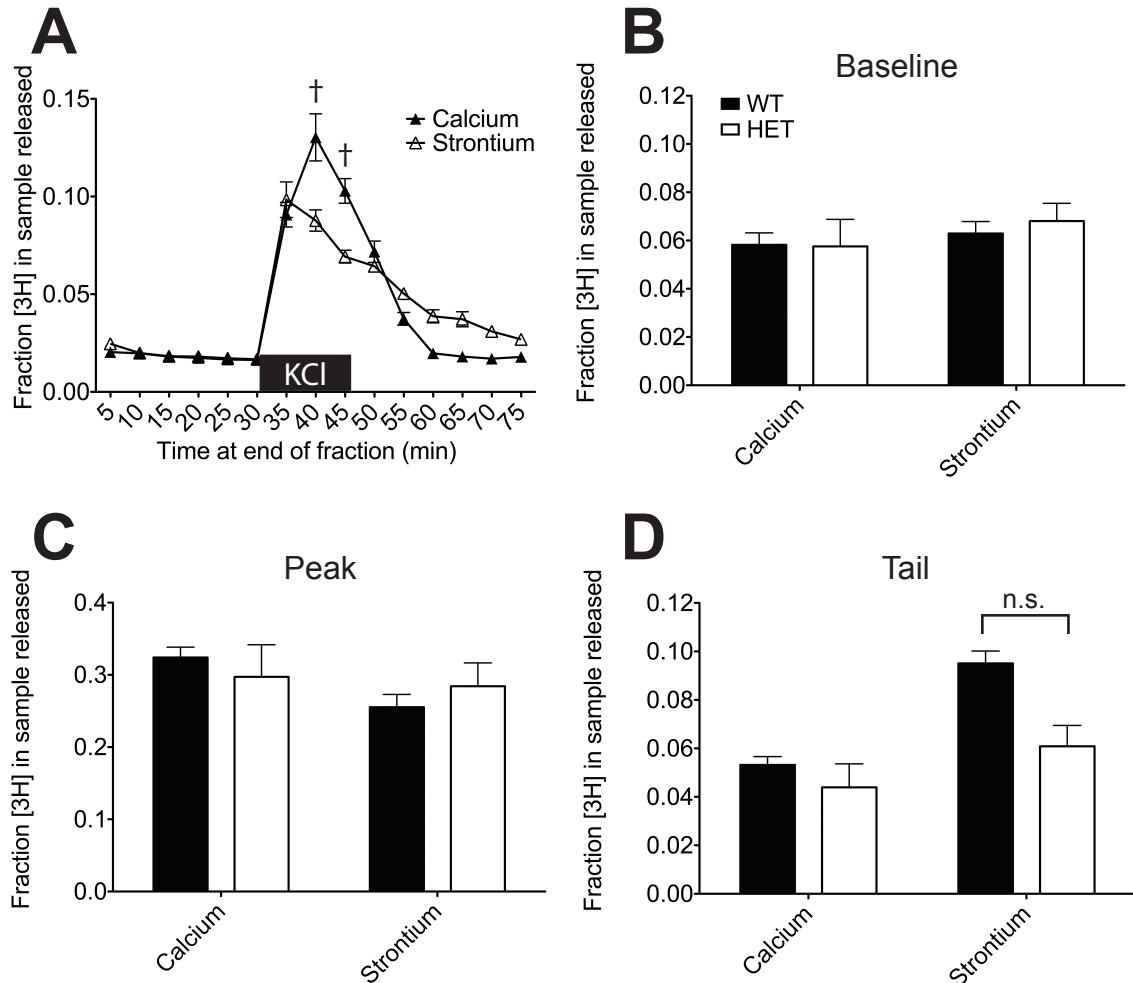 A
Fraction [3H] in sample released
0.15
0.10
0.05
0.00
†
†
Calcium
Strontium
KCl
5 10 15 20 25 30 35 40 45 50 55 60 65 70 75
Time at end of fraction (min)
B
Baseline
Fraction [3H] in sample released
0.12
0.10
0.08
0.06
0.04
0.02
0.00
WT
HET
Calcium
Strontium
C
Peak
Fraction [3H] in sample released
0.4
0.3
0.2
0.1
0.0
Calcium
Strontium
D
Tail
Fraction [3H] in sample released
0.12
0.10
0.08
0.06
0.04
0.02
0.00
n.s.
Calcium
Strontium